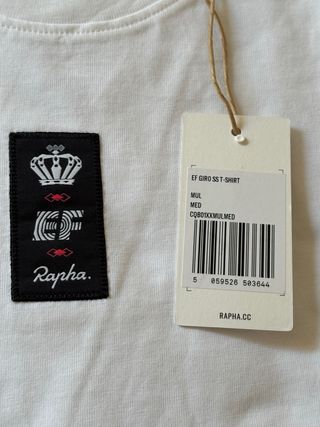 EF
Rapha.
EF GIRO SS T-SHIRT
MUL
MED
CQB01XXMULMED
5 059526 503644
RAPHA.CC